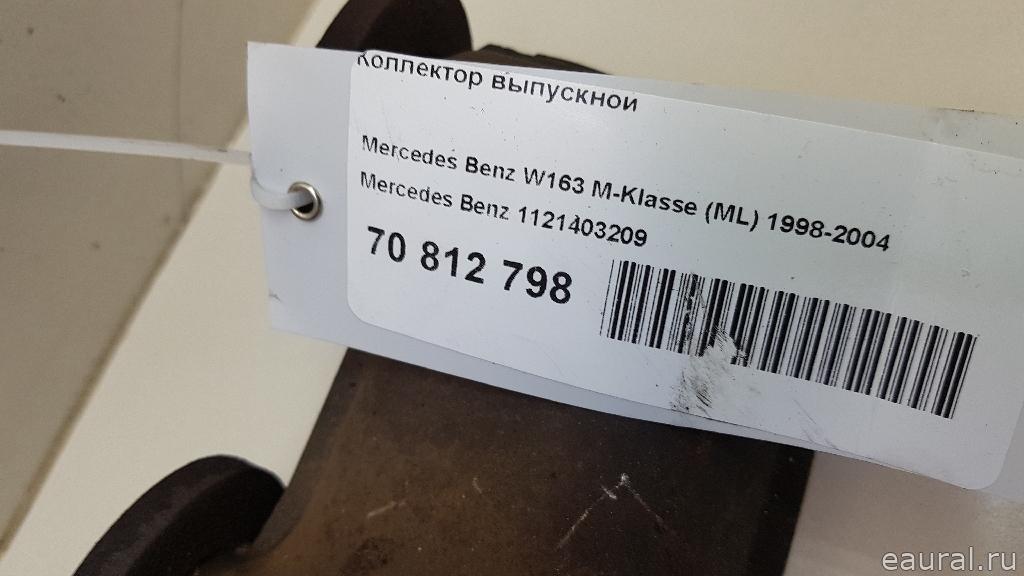 Коллектор выпускной
Mercedes Benz W163 M-Klasse (ML) 1998-2004
Mercedes Benz 1121403209
70 812 798
eaural.ru